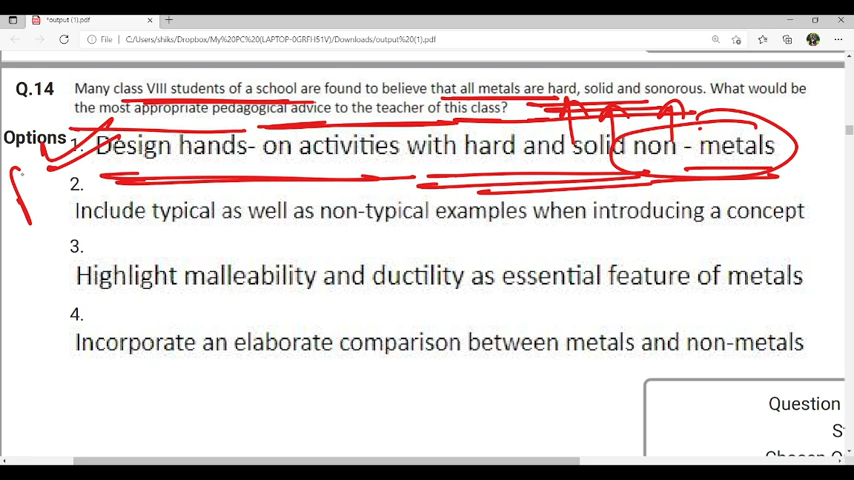 *output (1).pdf
File
C:/Users/shiks/Dropbox/My%20PC%20(LAPTOP-0GRFH51V)/Downloads/output%20(1).pdf
Q.14 Many class VIII students of a school are found to believe that all metals are hard, solid and sonorous. What would be
the most appropriate pedagogical advice to the teacher of this class?
Options 1. Design hands- on activities with hard and solid non - metals
2.
Include typical as well as non-typical examples when introducing a concept
3.
Highlight malleability and ductility as essential feature of metals
4.
Incorporate an elaborate comparison between metals and non-metals
Question